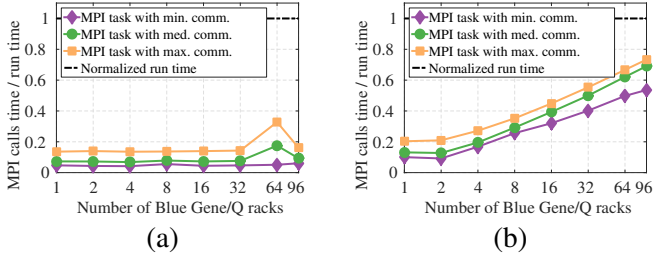 MPI calls time / run time
1
0.8
0.6
0.4
0.2
0
MPI task with min. comm.
MPI task with med. comm.
MPI task with max. comm.
Normalized run time
1 2 4 8 16 32 64 96
Number of Blue Gene/Q racks
(a)
MPI calls time / run time
1
0.8
0.6
0.4
0.2
0
MPI task with min. comm.
MPI task with med. comm.
MPI task with max. comm.
Normalized run time
1 2 4 8 16 32 64 96
Number of Blue Gene/Q racks
(b)